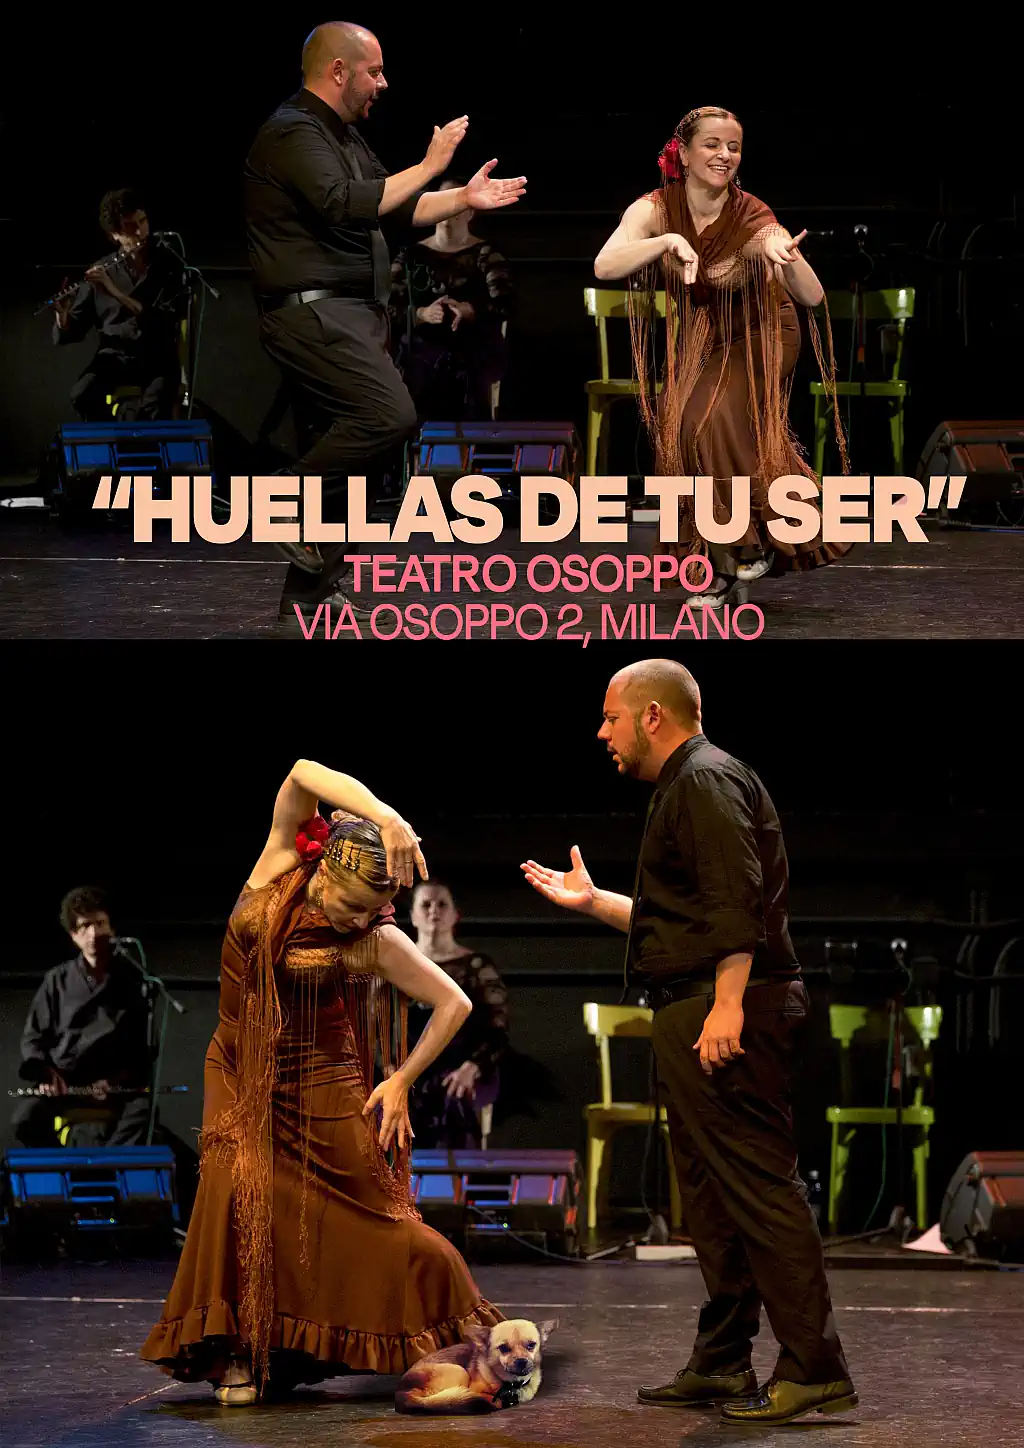 “HUELLAS DE TU SER”
TEATRO OSOPPO
VIA OSOPPO 2, MILANO